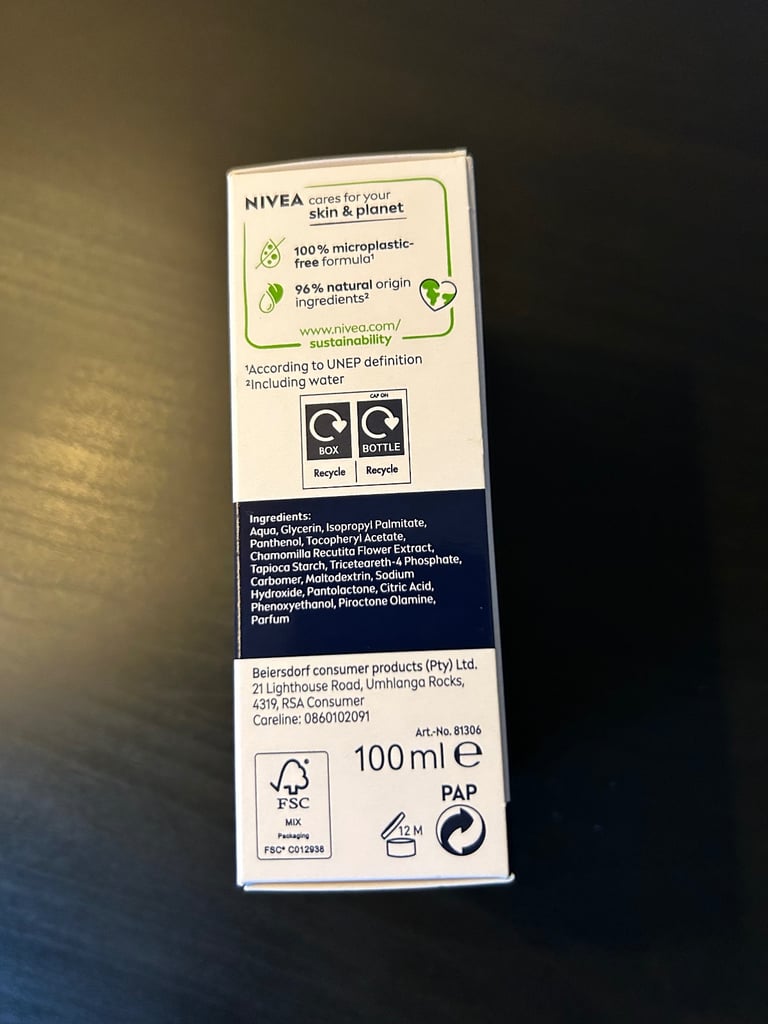 NIVEA cares for your
skin & planet
100% microplastic-
free formula¹
96% natural origin
ingredients²
www.nivea.com/
sustainability
¹According to UNEP definition
²Including water
CAP ON
BOX
BOTTLE
Recycle
Recycle
Ingredients:
Aqua, Glycerin, Isopropyl Palmitate,
Panthenol, Tocopheryl Acetate,
Chamomilla Recutita Flower Extract,
Tapioca Starch, Triceteareth-4 Phosphate,
Carbomer, Maltodextrin, Sodium
Hydroxide, Pantolactone, Citric Acid,
Phenoxyethanol, Piroctone Olamine,
Parfum
Beiersdorf consumer products (Pty) Ltd.
21 Lighthouse Road, Umhlanga Rocks,
4319, RSA Consumer
Careline: 0860102091
Art.-No. 81306
100 ml ℮
FSC
MIX
Packaging
FSC® C012938
12 M
PAP